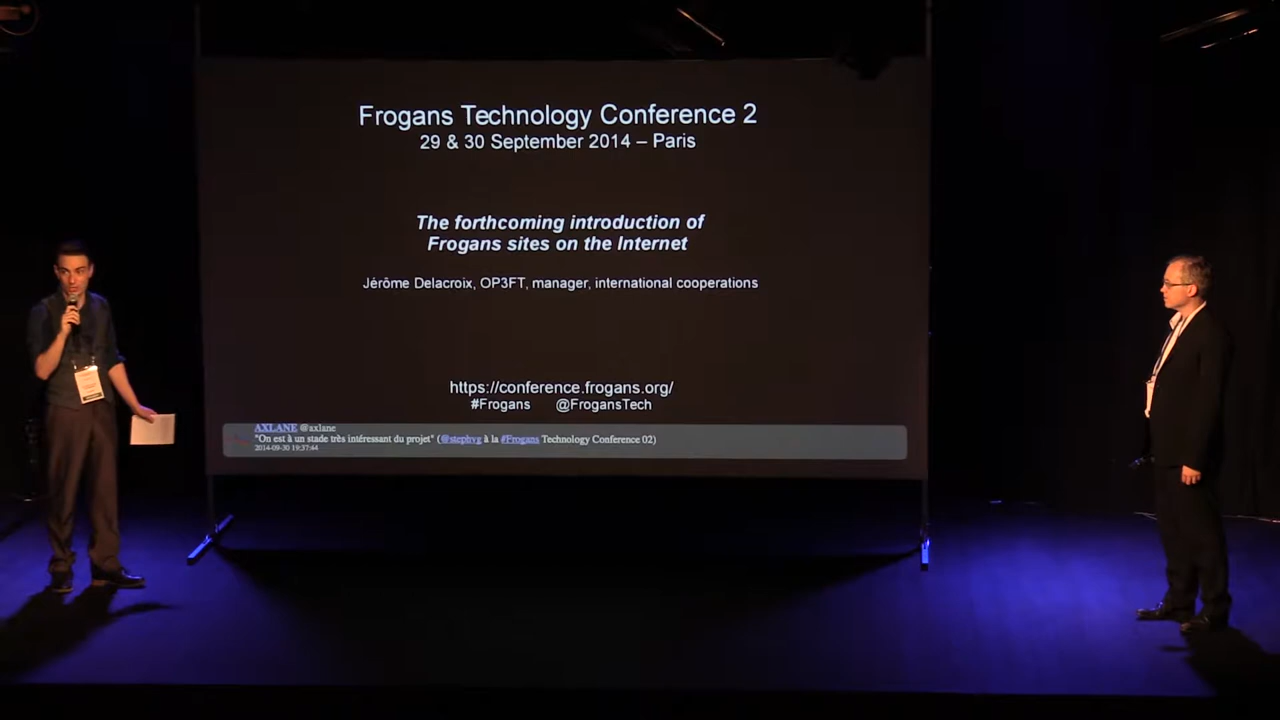 Frogans Technology Conference 2
29 & 30 September 2014 – Paris
The forthcoming introduction of
Frogans sites on the Internet
Jérôme Delacroix, OP3FT, manager, international cooperations
https://conference.frogans.org/
#Frogans @FrogansTech
AXLANE @axlane
"On est à un stade très intéressant du projet" (@stephvg à la #Frogans Technology Conference 02)
2014-09-30 19:37:44